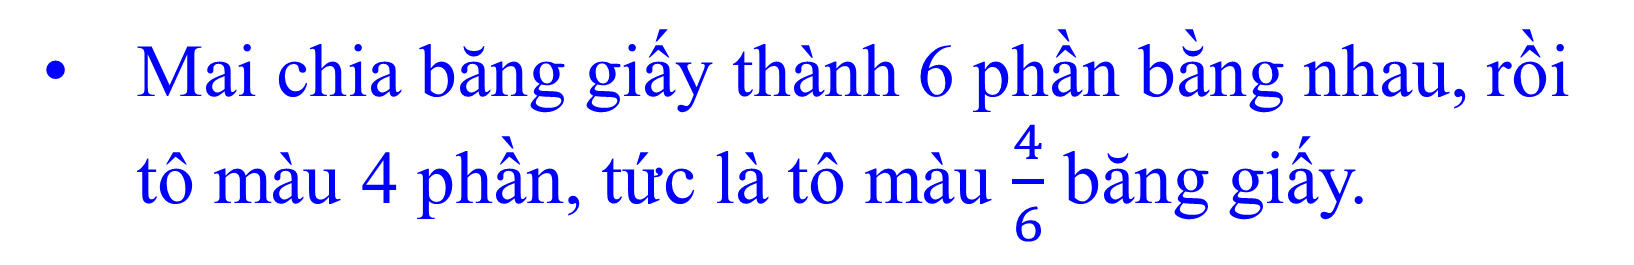 • Mai chia băng giấy thành 6 phần bằng nhau, rồi
tô màu 4 phần, tức là tô màu 4/6 băng giấy.